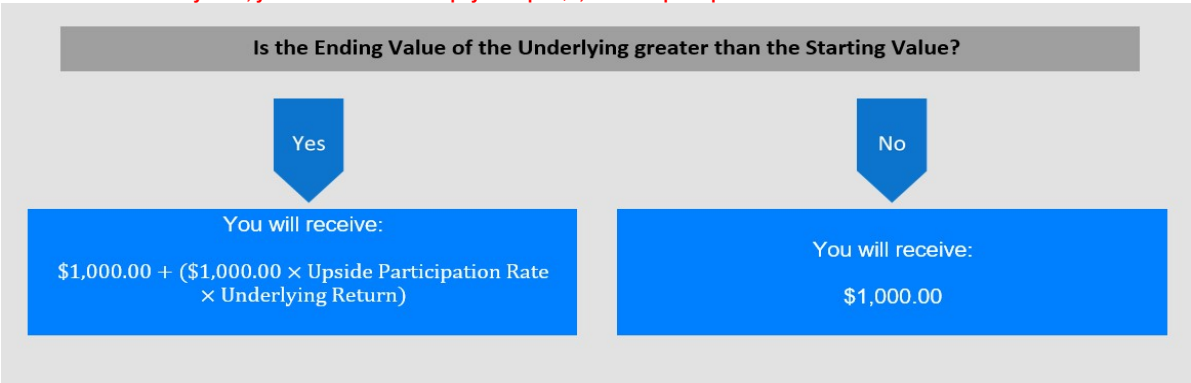 Is the Ending Value of the Underlying greater than the Starting Value?
Yes
No
You will receive:
$1,000.00 + ($1,000.00 × Upside Participation Rate
× Underlying Return)
You will receive:
$1,000.00